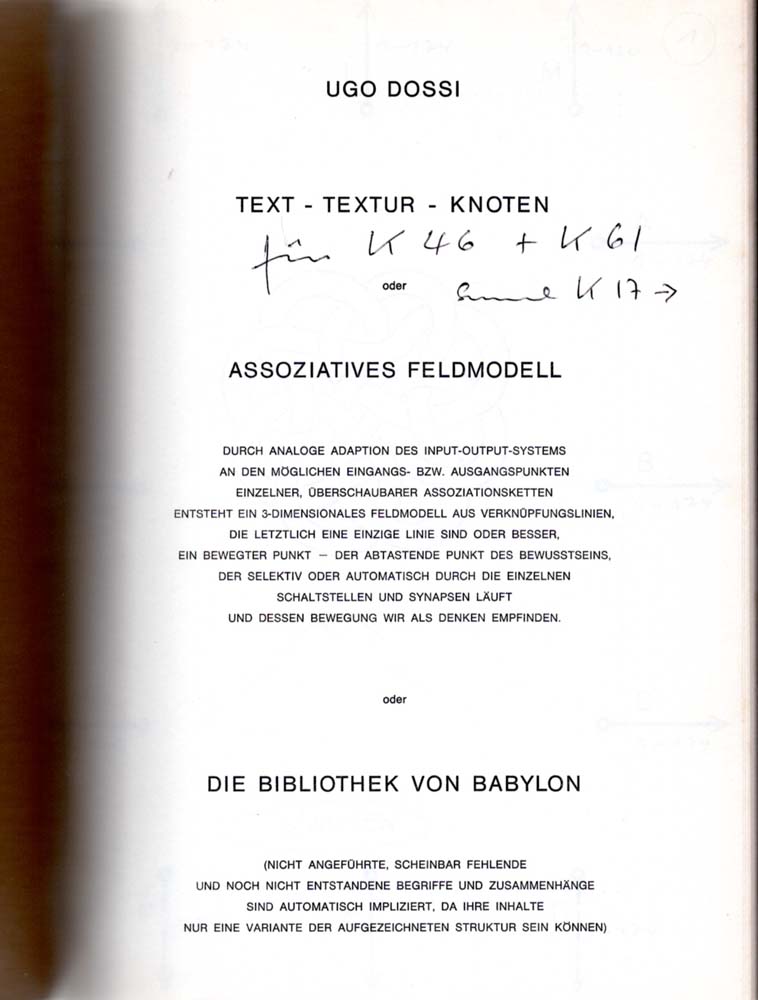 UGO DOSSI
TEXT - TEXTUR - KNOTEN
für K 46 + K 61
oder
K 17 →
ASSOZIATIVES FELDMODELL
DURCH ANALOGE ADAPTION DES INPUT-OUTPUT-SYSTEMS
AN DEN MÖGLICHEN EINGANGS- BZW. AUSGANGSPUNKTEN
EINZELNER, ÜBERSCHAUBARER ASSOZIATIONSKETTEN
ENTSTEHT EIN 3-DIMENSIONALES FELDMODELL AUS VERKNÜPFUNGSLINIEN,
DIE LETZTLICH EINE EINZIGE LINIE SIND ODER BESSER,
EIN BEWEGTER PUNKT – DER ABTASTENDE PUNKT DES BEWUSSTSEINS,
DER SELEKTIV ODER AUTOMATISCH DURCH DIE EINZELNEN
SCHALTSTELLEN UND SYNAPSEN LÄUFT
UND DESSEN BEWEGUNG WIR ALS DENKEN EMPFINDEN.
oder
DIE BIBLIOTHEK VON BABYLON
(NICHT ANGEFÜHRTE, SCHEINBAR FEHLENDE
UND NOCH NICHT ENTSTANDENE BEGRIFFE UND ZUSAMMENHÄNGE
SIND AUTOMATISCH IMPLIZIERT, DA IHRE INHALTE
NUR EINE VARIANTE DER AUFGEZEICHNETEN STRUKTUR SEIN KÖNNEN)